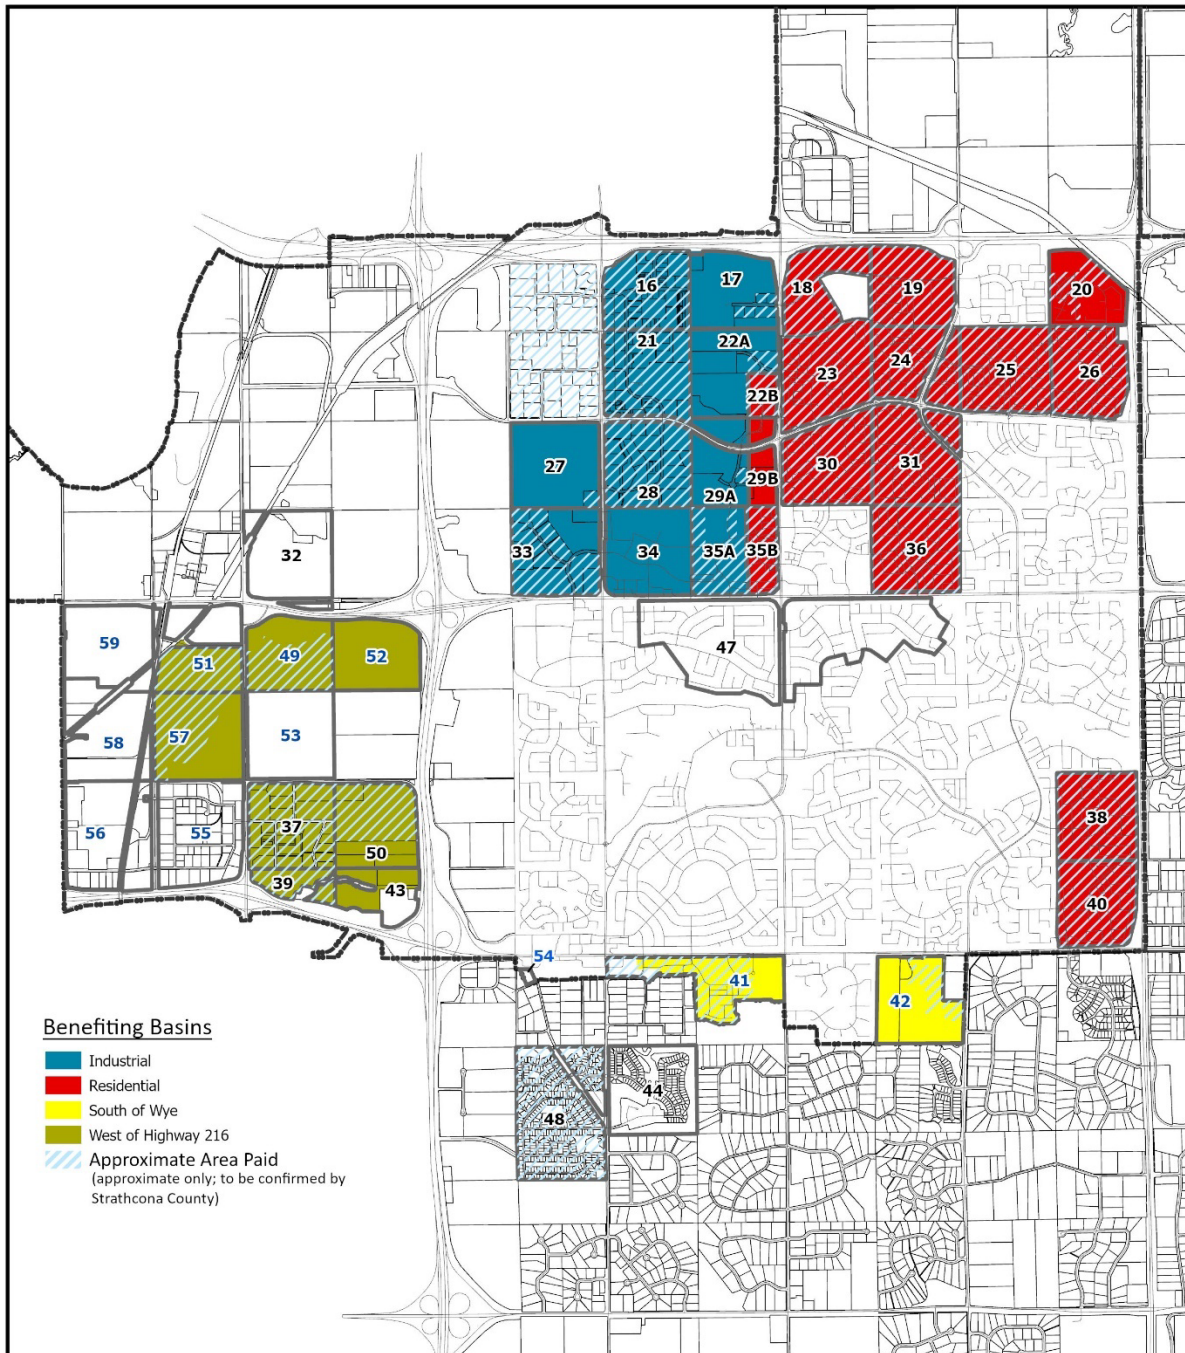 17
16
18
19
20
21
22A
23
24
25
26
22B
27
28
29A
29B
30
31
32
33
34
35A
35B
36
47
59
51
49
52
58
57
53
56
55
37
50
39
43
38
40
54
41
42
44
48
Benefiting Basins
Industrial
Residential
South of Wye
West of Highway 216
Approximate Area Paid
(approximate only; to be confirmed by
Strathcona County)